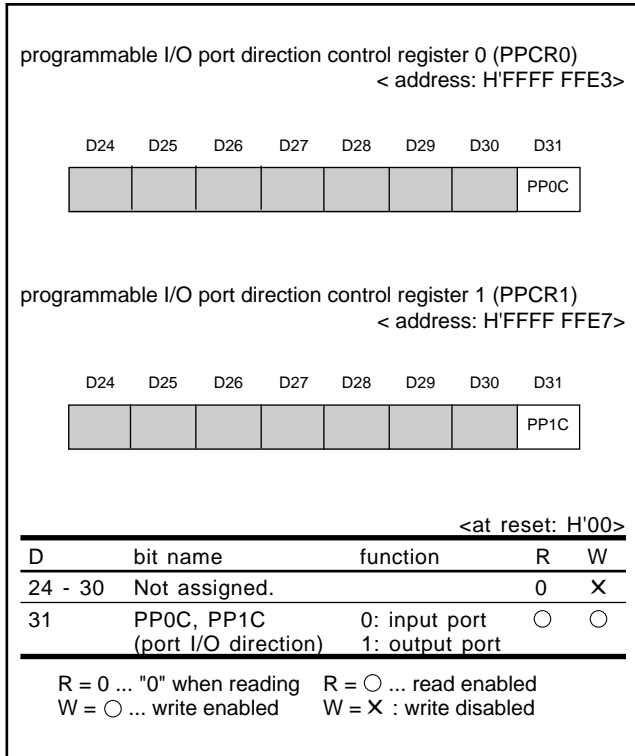 programmable I/O port direction control register 0 (PPCR0)
< address: H'FFFF FFE3>
D24 D25 D26 D27 D28 D29 D30 D31
PP0C
programmable I/O port direction control register 1 (PPCR1)
< address: H'FFFF FFE7>
D24 D25 D26 D27 D28 D29 D30 D31
PP1C
<at reset: H'00>
D bit name function R W
24 - 30 Not assigned. 0 ×
31 PP0C, PP1C 0: input port ○ ○
(port I/O direction) 1: output port
R = 0 ... "0" when reading R = ○ ... read enabled
W = ○ ... write enabled W = × : write disabled